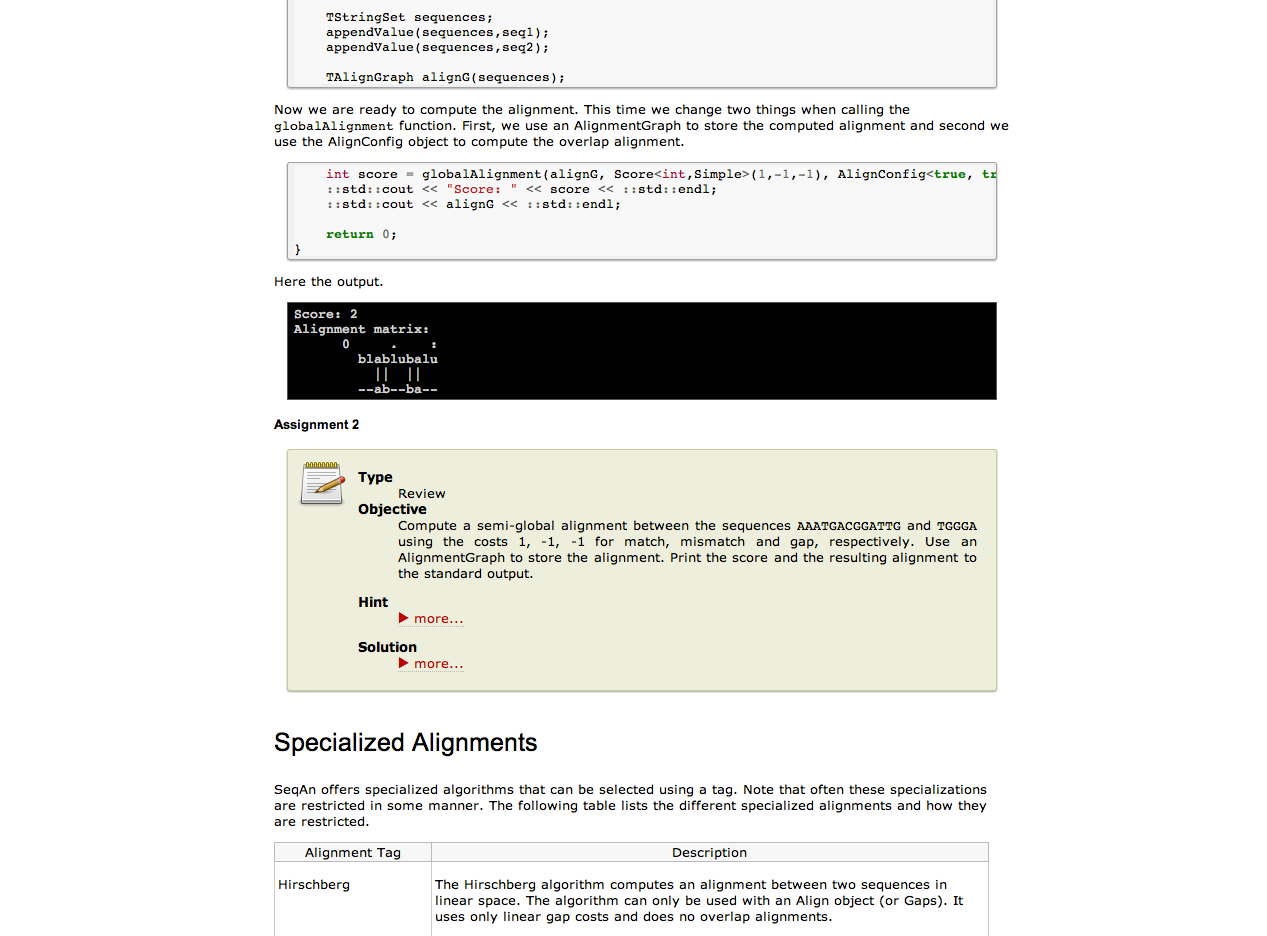 TStringSet sequences;
appendValue(sequences,seq1);
appendValue(sequences,seq2);
TAlignGraph alignG(sequences);
Now we are ready to compute the alignment. This time we change two things when calling the
globalAlignment function. First, we use an AlignmentGraph to store the computed alignment and second we
use the AlignConfig object to compute the overlap alignment.
int score = globalAlignment(alignG, Score<int,Simple>(1,-1,-1), AlignConfig<true, tr
::std::cout << "Score: " << score << ::std::endl;
::std::cout << alignG << ::std::endl;
return 0;
}
Here the output.
Score: 2
Alignment matrix:
0     .    :
blablubalu
||  ||
--ab--ba--
Assignment 2
Type
Review
Objective
Compute a semi-global alignment between the sequences AAATGACGGATTG and TGGGA
using the costs 1, -1, -1 for match, mismatch and gap, respectively. Use an
AlignmentGraph to store the alignment. Print the score and the resulting alignment to
the standard output.
Hint
▶ more...
Solution
▶ more...
Specialized Alignments
SeqAn offers specialized algorithms that can be selected using a tag. Note that often these specializations
are restricted in some manner. The following table lists the different specialized alignments and how they
are restricted.
Alignment Tag Description
Hirschberg The Hirschberg algorithm computes an alignment between two sequences in
linear space. The algorithm can only be used with an Align object (or Gaps). It
uses only linear gap costs and does no overlap alignments.